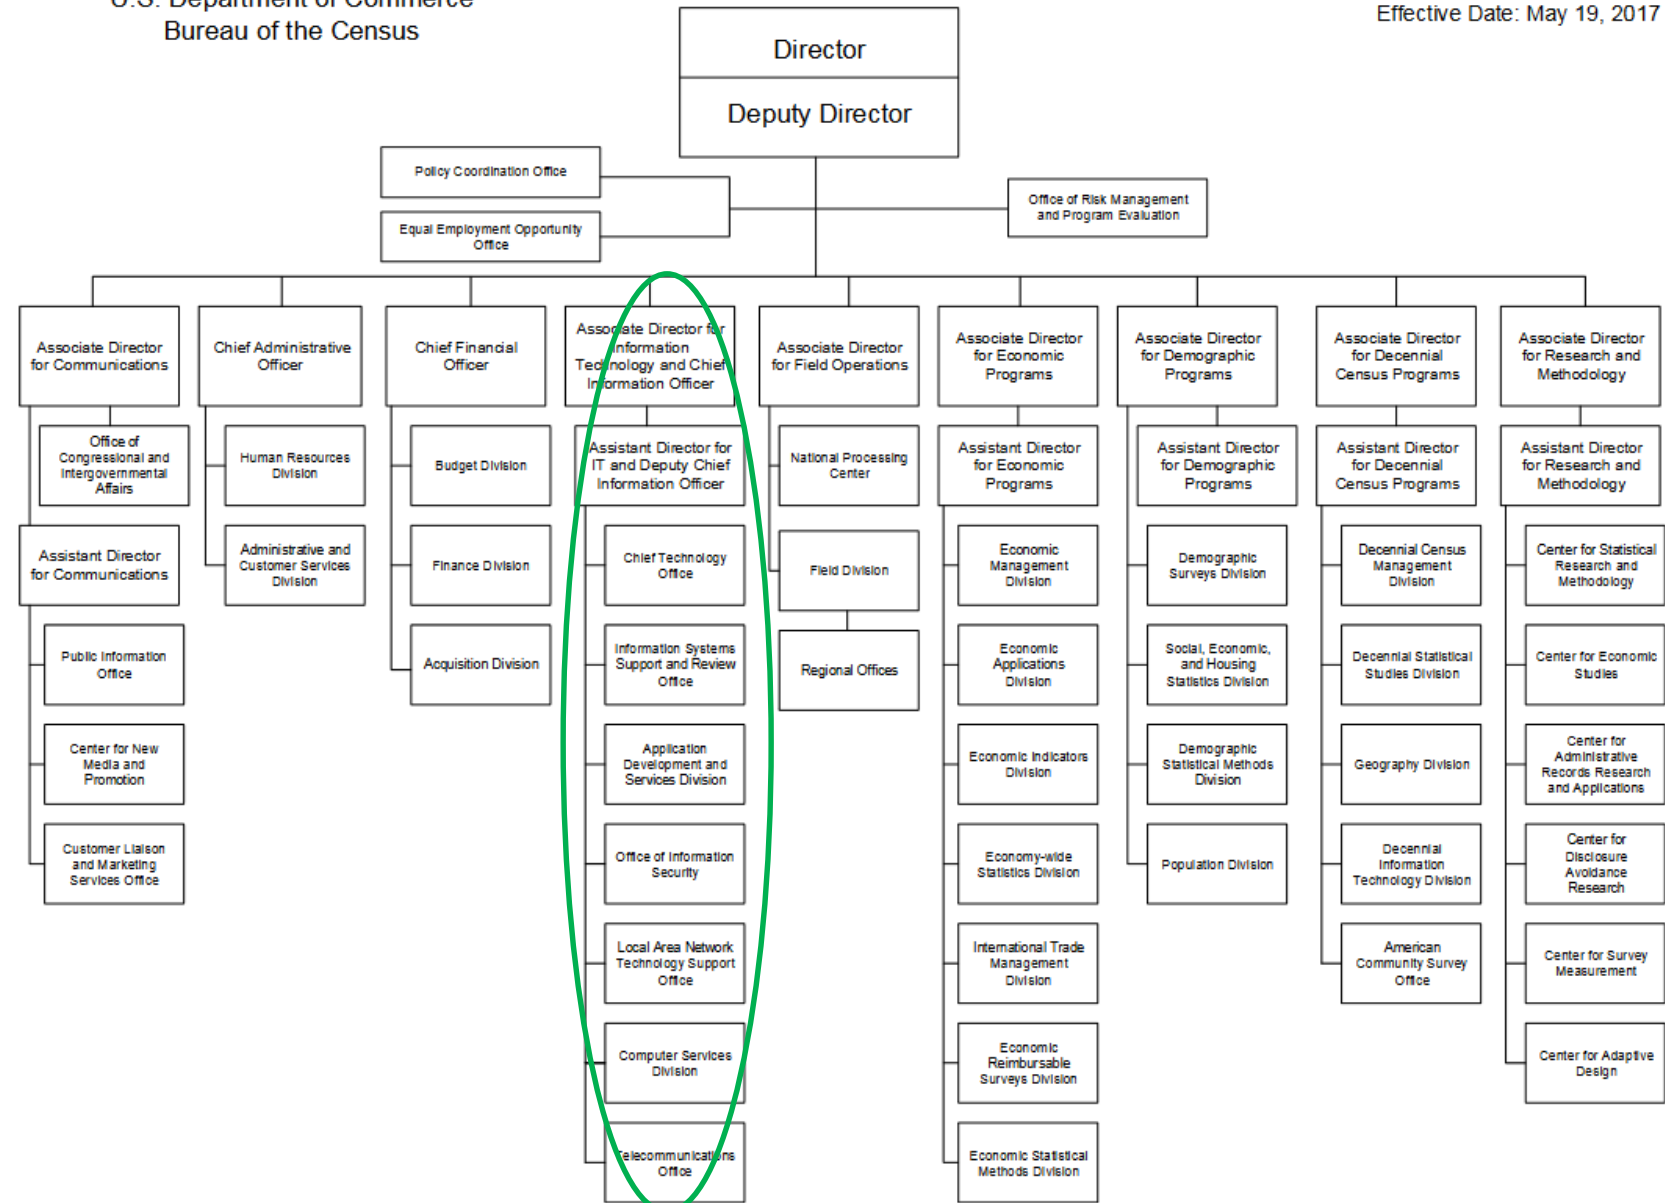 U.S. Department of Commerce
Bureau of the Census
Effective Date: May 19, 2017
Director
Deputy Director
Policy Coordination Office
Equal Employment Opportunity
Office
Office of Risk Management
and Program Evaluation
Associate Director
for Communications
Chief Administrative
Officer
Chief Financial
Officer
Associate Director for
Information
Technology and Chief
Information Officer
Associate Director
for Field Operations
Associate Director
for Economic
Programs
Associate Director
for Demographic
Programs
Associate Director
for Decennial
Census Programs
Associate Director
for Research and
Methodology
Office of
Congressional and
Intergovernmental
Affairs
Human Resources
Division
Budget Division
Assistant Director for
IT and Deputy Chief
Information Officer
National Processing
Center
Assistant Director
for Economic
Programs
Assistant Director
for Demographic
Programs
Assistant Director
for Decennial
Census Programs
Assistant Director
for Research and
Methodology
Assistant Director
for Communications
Administrative and
Customer Services
Division
Finance Division
Chief Technology
Office
Field Division
Economic
Management
Division
Demographic
Surveys Division
Decennial Census
Management
Division
Center for Statistical
Research and
Methodology
Public Information
Office
Acquisition Division
Information Systems
Support and Review
Office
Regional Offices
Economic
Applications
Division
Social, Economic,
and Housing
Statistics Division
Decennial Statistical
Studies Division
Center for Economic
Studies
Center for New
Media and
Promotion
Application
Development and
Services Division
Economic Indicators
Division
Demographic
Statistical Methods
Division
Geography Division
Center for
Administrative
Records Research
and Applications
Customer Liaison
and Marketing
Services Office
Office of Information
Security
Economy-wide
Statistics Division
Population Division
Decennial
Information
Technology Division
Center for
Disclosure
Avoidance
Research
Local Area Network
Technology Support
Office
International Trade
Management
Division
American
Community Survey
Office
Center for Survey
Measurement
Computer Services
Division
Economic
Reimbursable
Surveys Division
Center for Adaptive
Design
Telecommunications
Office
Economic Statistical
Methods Division